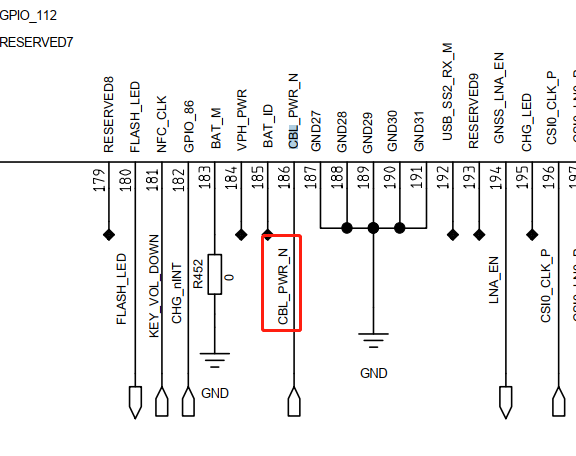 GPIO_112
RESERVED7
RESERVED8
FLASH_LED
NFC_CLK
GPIO_86
BAT_M
VPH_PWR
BAT_ID
CBL_PWR_N
GND27
GND28
GND29
GND30
GND31
USB_SS2_RX_M
RESERVED9
GNSS_LNA_EN
CHG_LED
CSI0_CLK_P
179
180
181
182
183
184
185
186
187
188
189
190
191
192
193
194
195
196
197
FLASH_LED
KEY_VOL_DOWN
CHG_nINT
R452
0
CBL_PWR_N
LNA_EN
CSI0_CLK_P
GND
GND